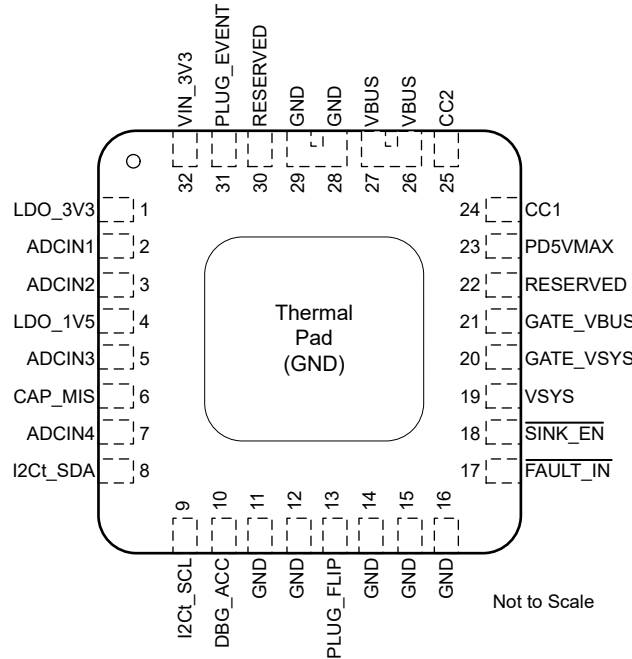 VIN_3V3
PLUG_EVENT
RESERVED
GND
GND
VBUS
VBUS
CC2
32
31
30
29
28
27
26
25
LDO_3V3 1
ADCIN1 2
ADCIN2 3
LDO_1V5 4
ADCIN3 5
CAP_MIS 6
ADCIN4 7
I2Ct_SDA 8
Thermal
Pad
(GND)
24 CC1
23 PD5VMAX
22 RESERVED
21 GATE_VBUS
20 GATE_VSYS
19 VSYS
18 SINK_EN
17 FAULT_IN
9
10
11
12
13
14
15
16
I2Ct_SCL
DBG_ACC
GND
GND
PLUG_FLIP
GND
GND
GND
Not to Scale